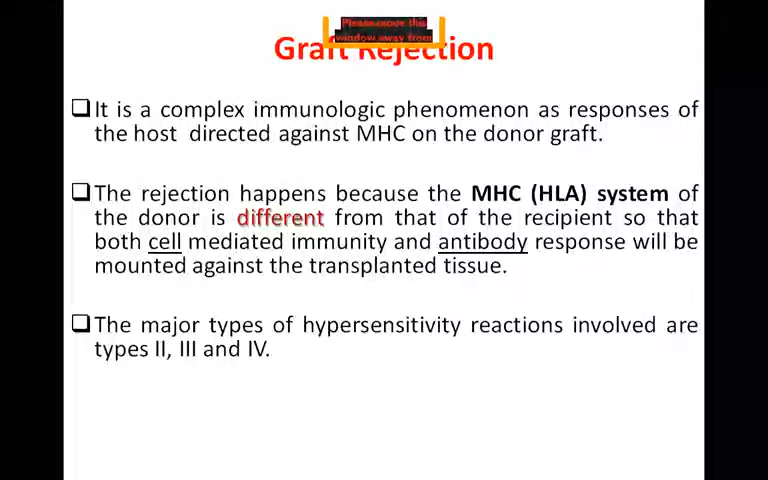 Please move this
window away from
Graft Rejection
It is a complex immunologic phenomenon as responses of
the host directed against MHC on the donor graft.
The rejection happens because the MHC (HLA) system of
the donor is different from that of the recipient so that
both cell mediated immunity and antibody response will be
mounted against the transplanted tissue.
The major types of hypersensitivity reactions involved are
types II, III and IV.